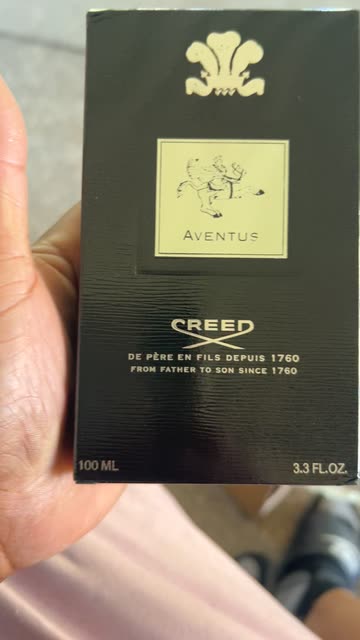 AVENTUS
CREED
DE PÈRE EN FILS DEPUIS 1760
FROM FATHER TO SON SINCE 1760
100 ML
3.3 FL.OZ.